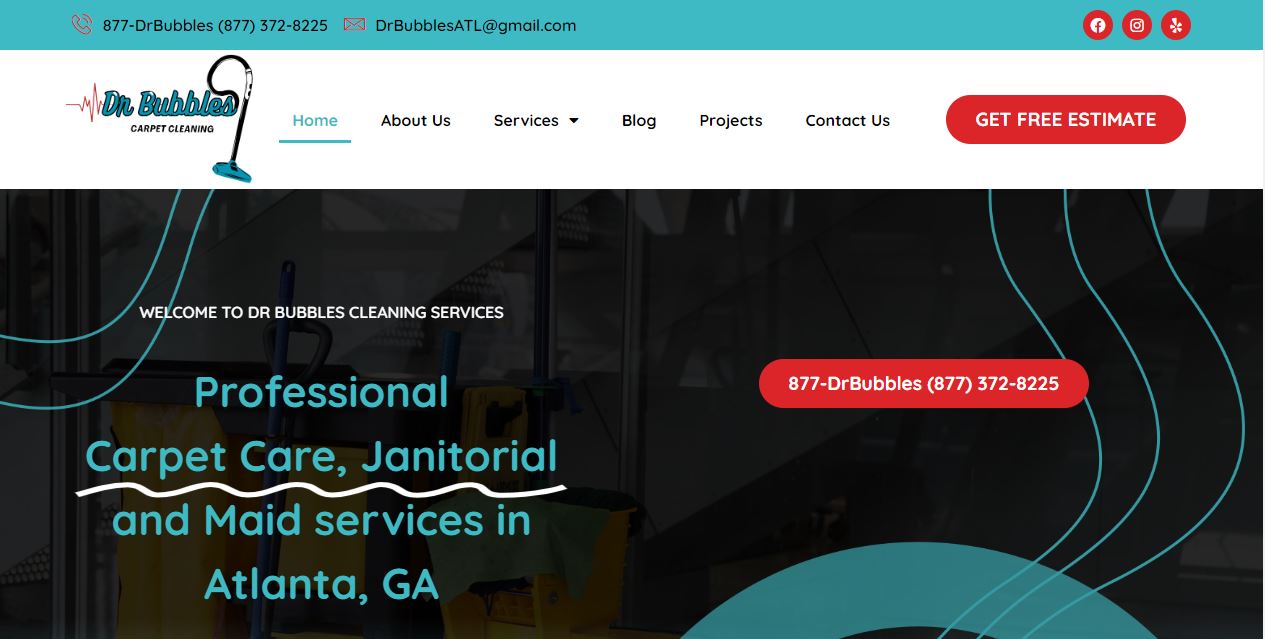 877-DrBubbles (877) 372-8225 DrBubblesATL@gmail.com
Dr Bubbles
CARPET CLEANING
Home About Us Services Blog Projects Contact Us GET FREE ESTIMATE
WELCOME TO DR BUBBLES CLEANING SERVICES
Professional
Carpet Care, Janitorial
and Maid services in
Atlanta, GA
877-DrBubbles (877) 372-8225